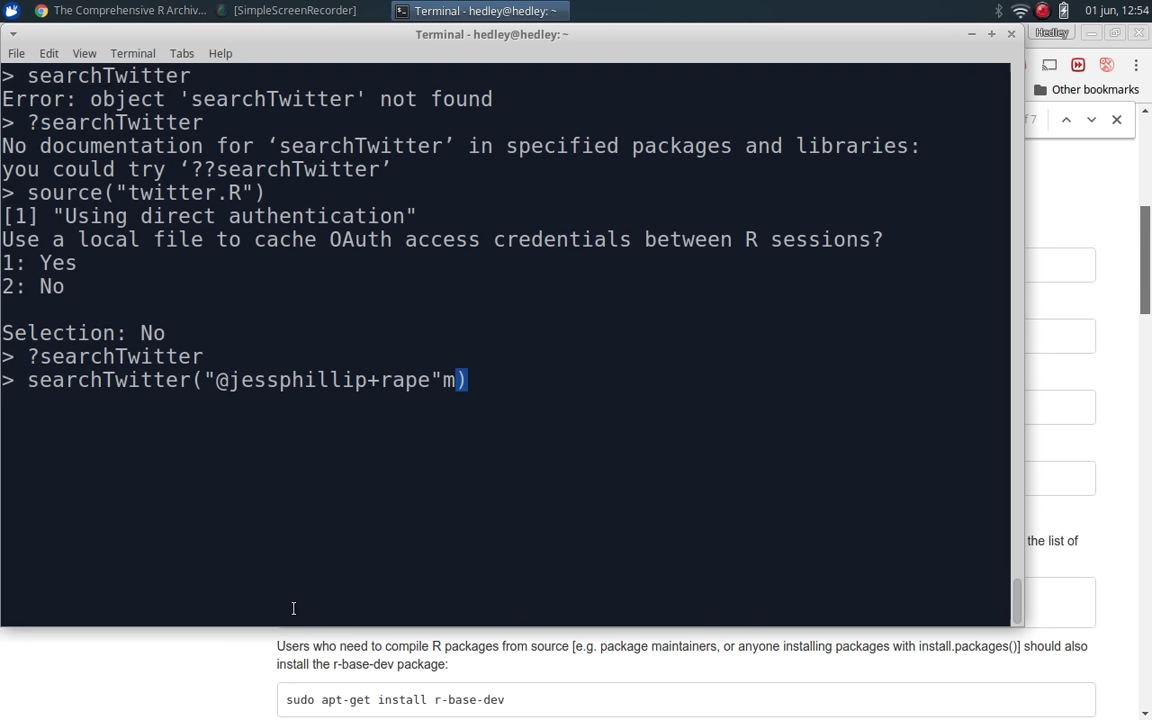 The Comprehensive R Archiv...
[SimpleScreenRecorder]
Terminal - hedley@hedley: ~
01 jun, 12:54
Terminal - hedley@hedley: ~
Hedley
File Edit View Terminal Tabs Help
> searchTwitter
Error: object 'searchTwitter' not found
Other bookmarks
> ?searchTwitter
f 7
No documentation for ‘searchTwitter’ in specified packages and libraries:
you could try ‘??searchTwitter’
> source("twitter.R")
[1] "Using direct authentication"
Use a local file to cache OAuth access credentials between R sessions?
1: Yes
2: No
Selection: No
> ?searchTwitter
> searchTwitter("@jessphillip+rape"m)
the list of
Users who need to compile R packages from source [e.g. package maintainers, or anyone installing packages with install.packages()] should also
install the r-base-dev package:
sudo apt-get install r-base-dev